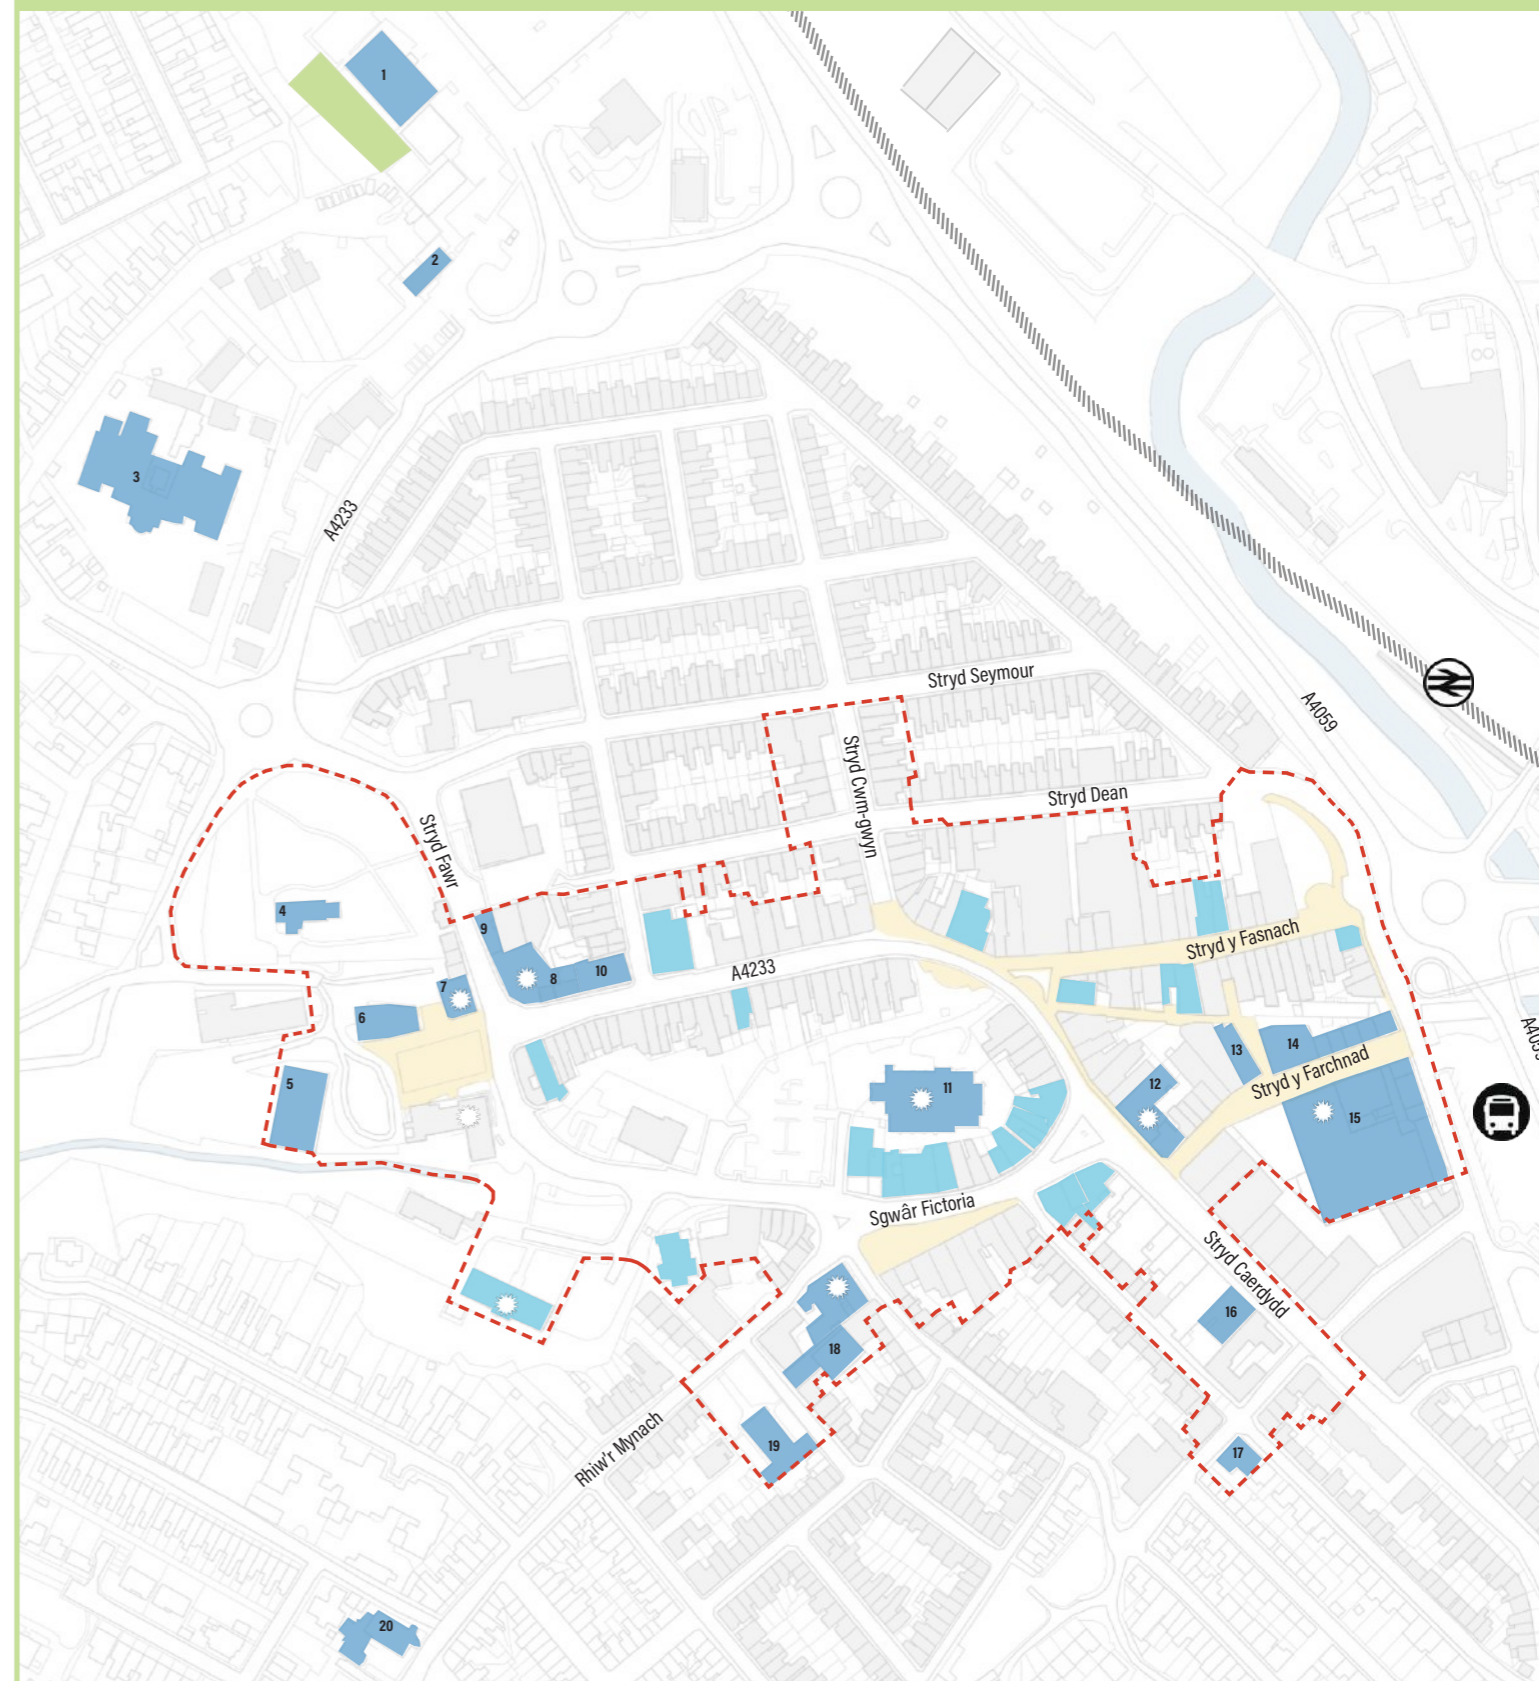 1
2
3
A4233
Stryd Seymour
A4059
Stryd Cwm-gwyn
Stryd Dean
Stryd Fawr
4
9
Stryd y Fasnach
8
10
A4233
7
6
A4059
13
14
Stryd y Farchnad
5
11
12
15
Sgwâr Fictoria
Stryd Caerdydd
16
18
Rhiw'r Mynach
19
17
20